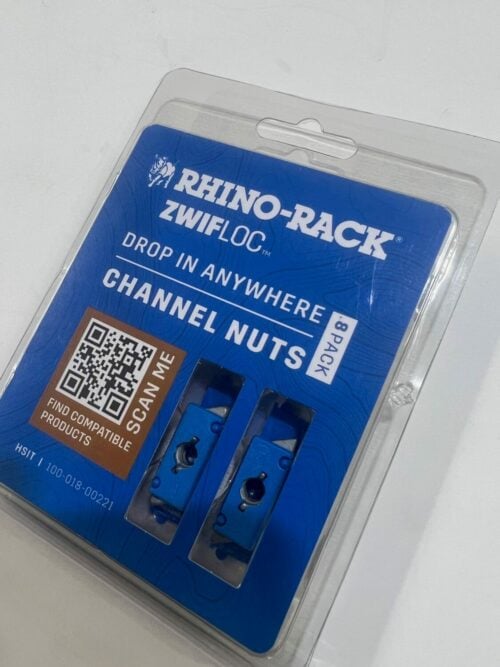 RHINO-RACK®
ZWIFLOC™
DROP IN ANYWHERE
CHANNEL NUTS
8 PACK
SCAN ME
FIND COMPATIBLE
PRODUCTS
HSIT | 100-018-00221